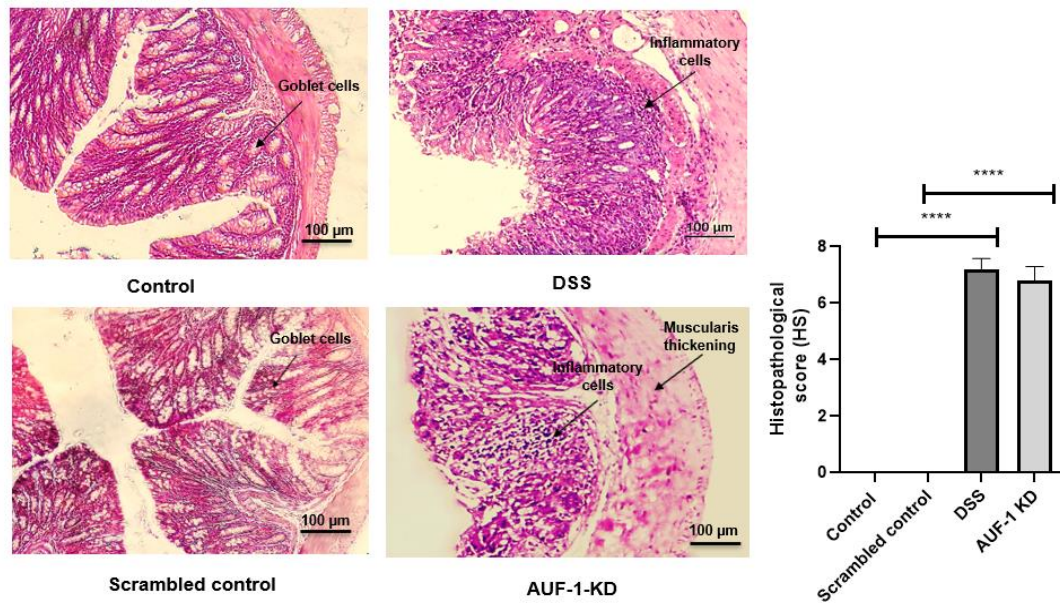 Goblet cells
100 µm
Control
Inflammatory
cells
100 µm
DSS
Goblet cells
100 µm
Scrambled control
Muscularis
thickening
Inflammatory
cells
100 µm
AUF-1-KD
****
****
8
6
4
2
0
Histopathological
score (HS)
Control
Scrambled control
DSS
AUF-1 KD